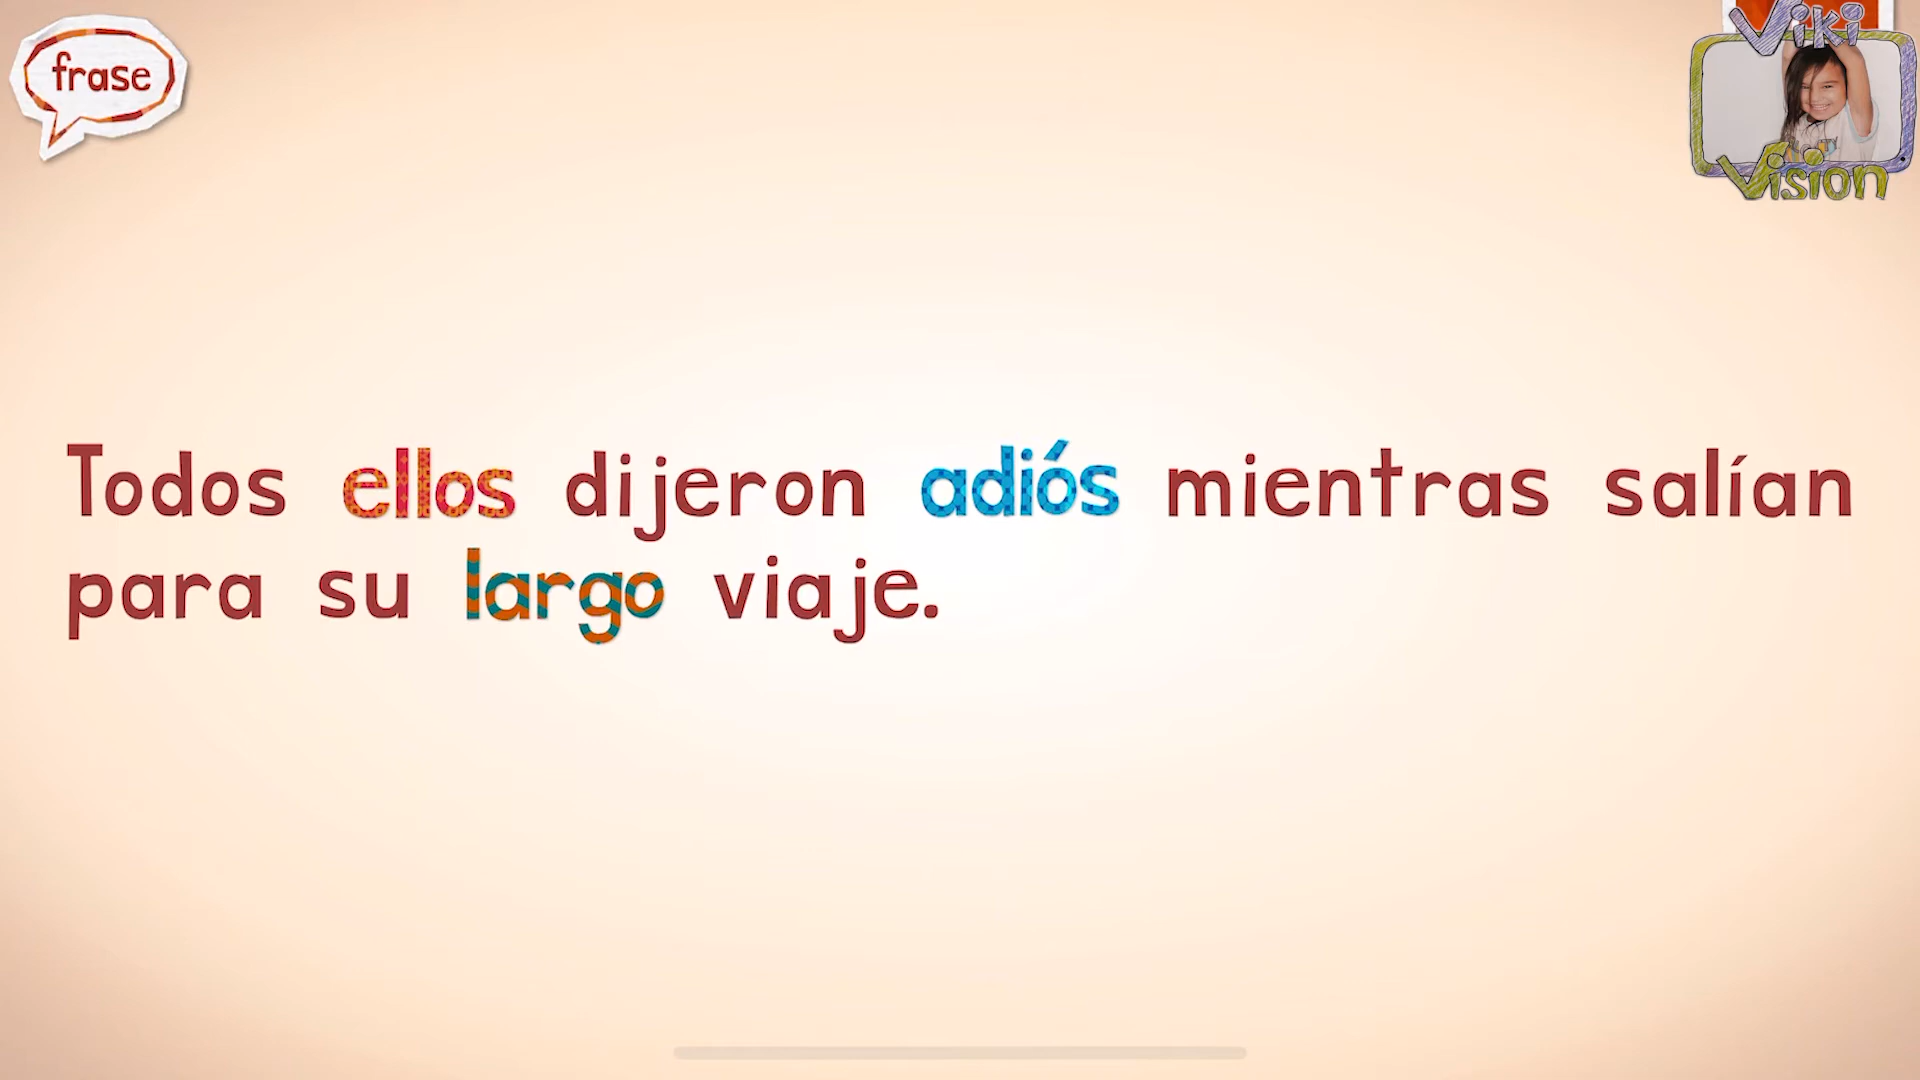 frase
Viki
Vision
Todos ellos dijeron adiós mientras salían
para su largo viaje.